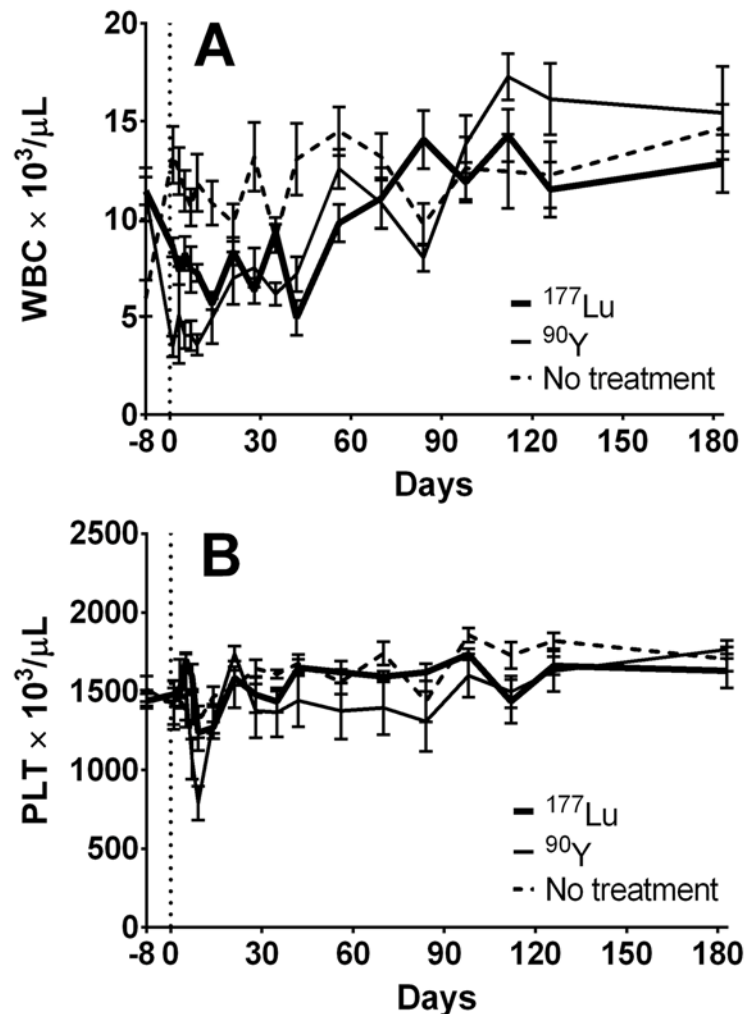 A
WBC × 10³/µL
20
15
10
5
0
¹⁷⁷Lu
⁹⁰Y
No treatment
-8 0 30 60 90 120 150 180
Days
B
PLT × 10³/µL
2500
2000
1500
1000
500
0
¹⁷⁷Lu
⁹⁰Y
No treatment
-8 0 30 60 90 120 150 180
Days